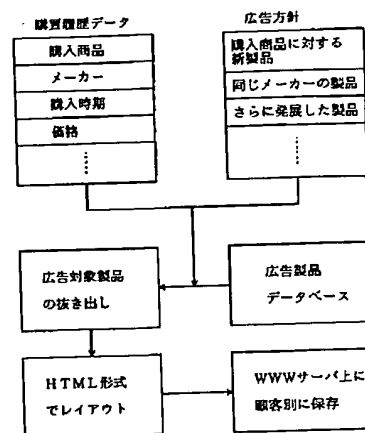 購買履歴データ
購入商品
メーカー
購入時期
価格
⋮
広告方針
購入商品に対する
新製品
同じメーカーの製品
さらに発展した製品
⋮
広告対象製品
の抜き出し
広告製品
データベース
HTML形式
でレイアウト
WWWサーバ上に
顧客別に保存